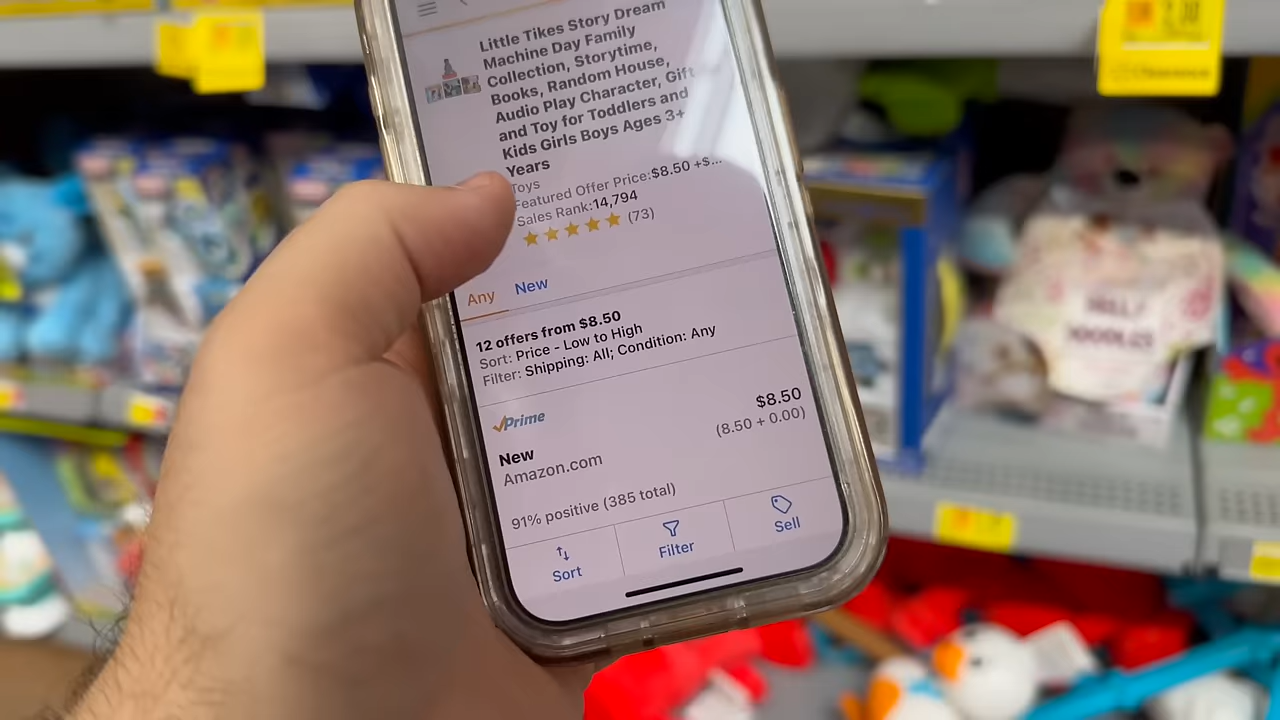 Little Tikes Story Dream
Machine Day Family
Collection, Storytime,
Books, Random House,
Audio Play Character, Gift
and Toy for Toddlers and
Kids Girls Boys Ages 3+
Years
Toys
Featured Offer Price:$8.50 +$...
Sales Rank:14,794
(73)
Any New
12 offers from $8.50
Sort: Price - Low to High
Filter: Shipping: All; Condition: Any
Prime
$8.50
(8.50 + 0.00)
New
Amazon.com
91% positive (385 total)
Sort
Filter
Sell